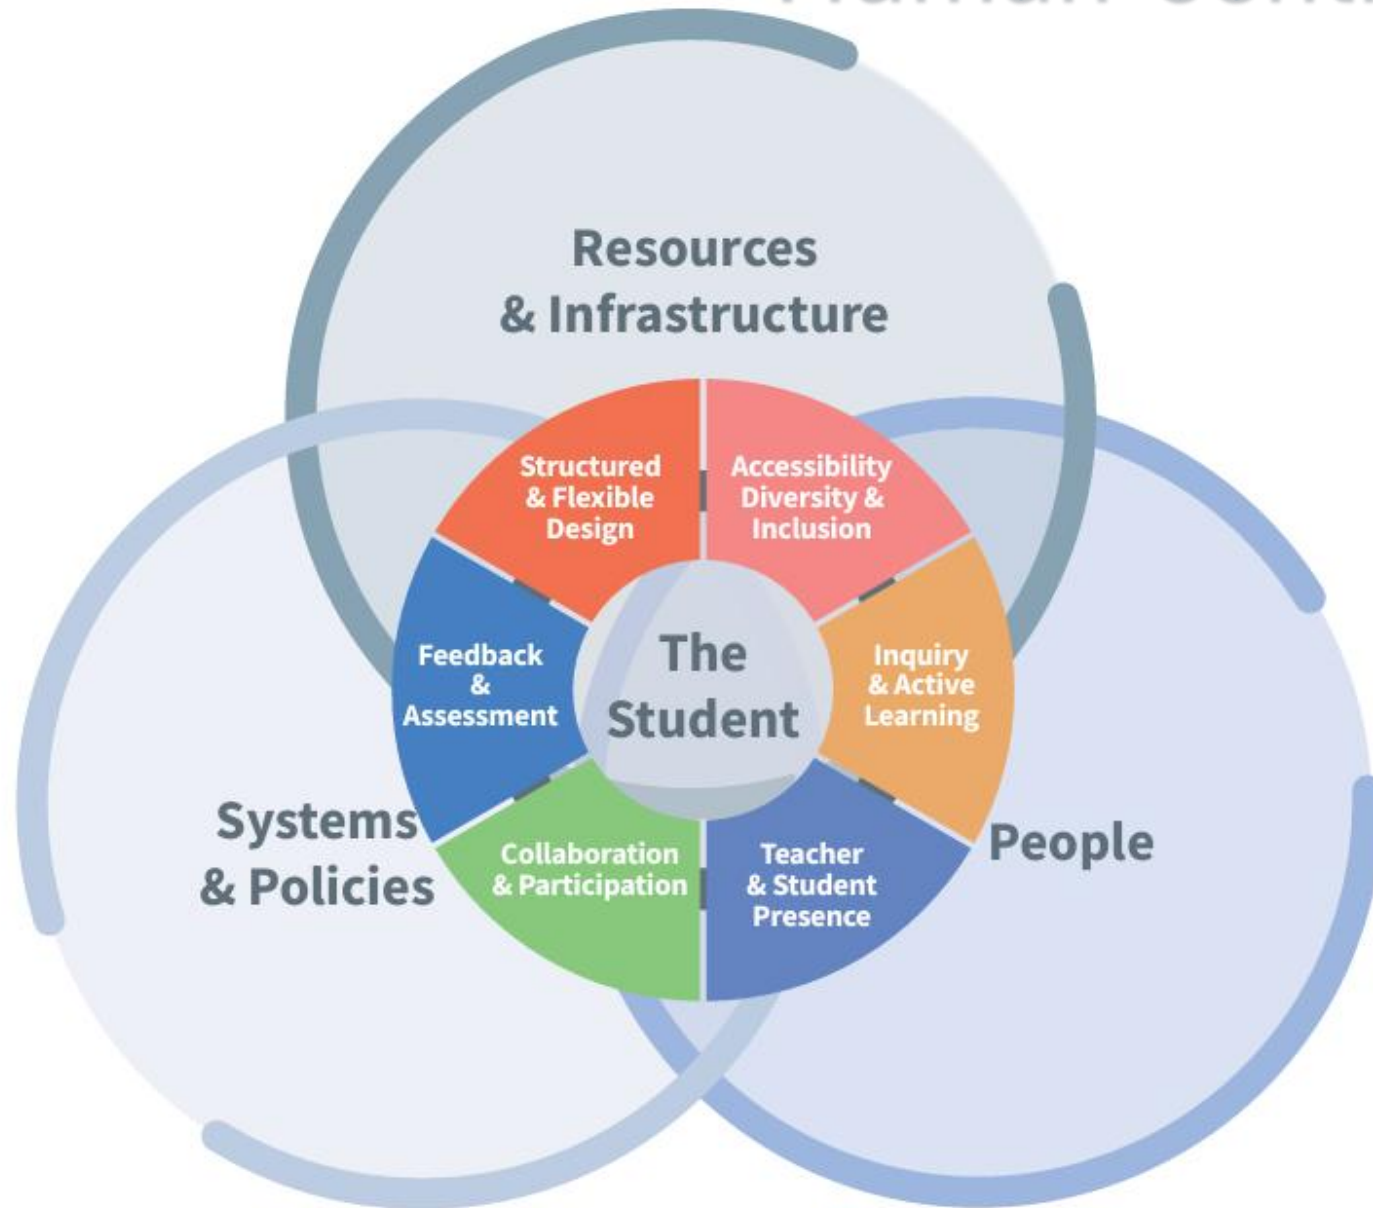 Resources
& Infrastructure
Structured
& Flexible
Design
Accessibility
Diversity &
Inclusion
Feedback
&
Assessment
The
Student
Inquiry
& Active
Learning
Systems
& Policies
People
Collaboration
& Participation
Teacher
& Student
Presence